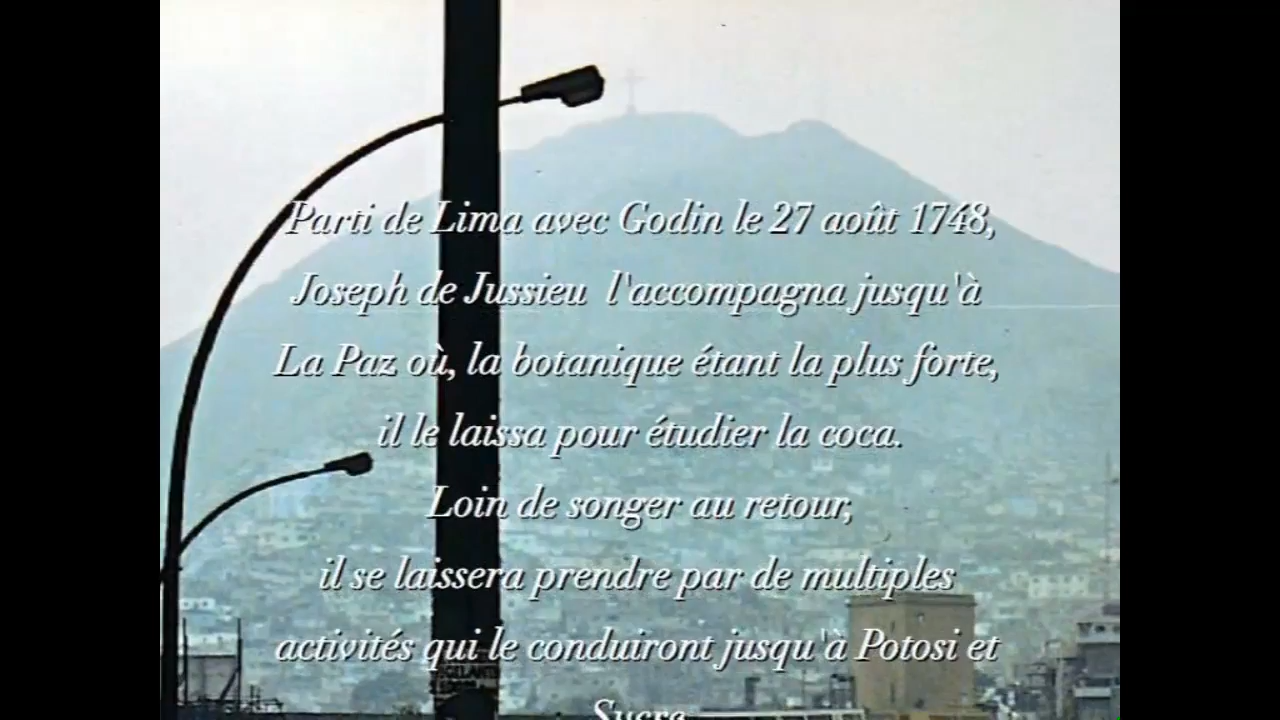 Parti de Lima avec Godin le 27 août 1748,
Joseph de Jussieu l'accompagna jusqu'à
La Paz où, la botanique étant la plus forte,
il le laissa pour étudier la coca.
Loin de songer au retour,
il se laissera prendre par de multiples
activités qui le conduiront jusqu'à Potosi et
Sucre